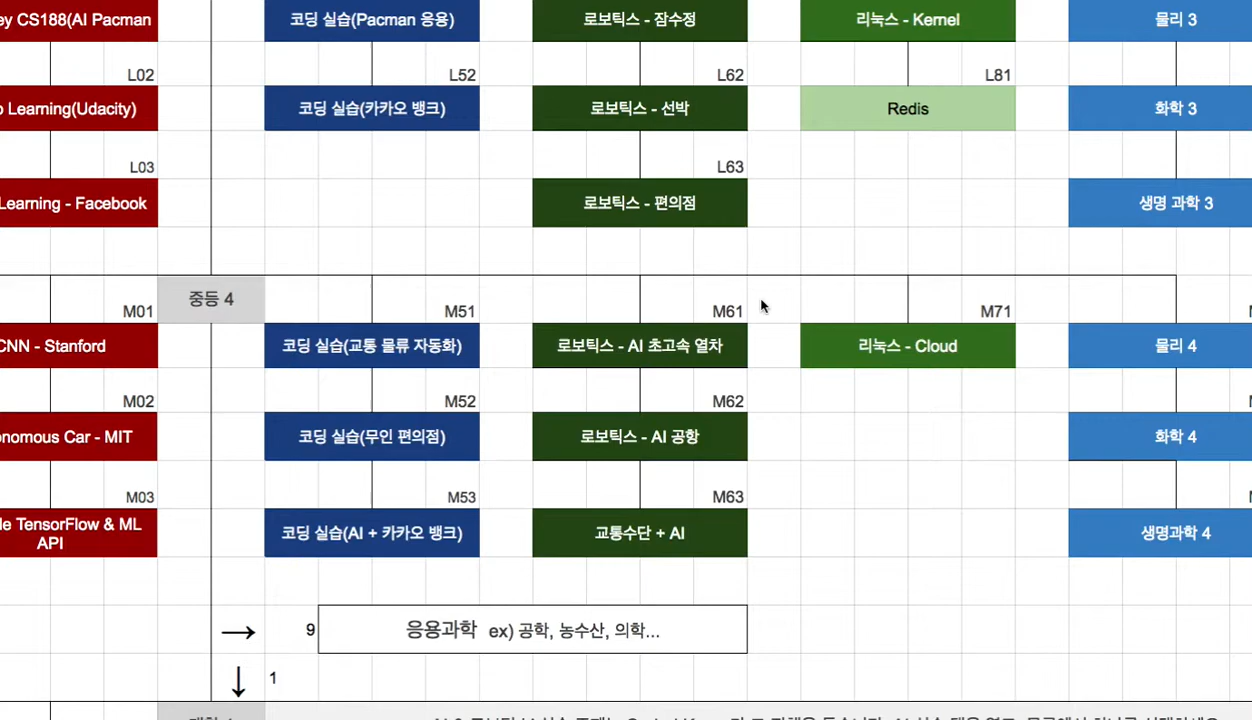 ey CS188(AI Pacman
코딩 실습(Pacman 응용)
로보틱스 - 잠수정
리눅스 - Kernel
물리 3
L02
L52
L62
L81
Learning(Udacity)
코딩 실습(카카오 뱅크)
로보틱스 - 선박
Redis
화학 3
L03
L63
Learning - Facebook
로보틱스 - 편의점
생명 과학 3
중등 4
M01
M51
M61
M71
CNN - Stanford
코딩 실습(교통 물류 자동화)
로보틱스 - AI 초고속 열차
리눅스 - Cloud
물리 4
M02
M52
M62
onomous Car - MIT
코딩 실습(무인 편의점)
로보틱스 - AI 공항
화학 4
M03
M53
M63
le TensorFlow & ML
API
코딩 실습(AI + 카카오 뱅크)
교통수단 + AI
생명과학 4
→ 9 응용과학 ex) 공학, 농수산, 의학...
↓ 1